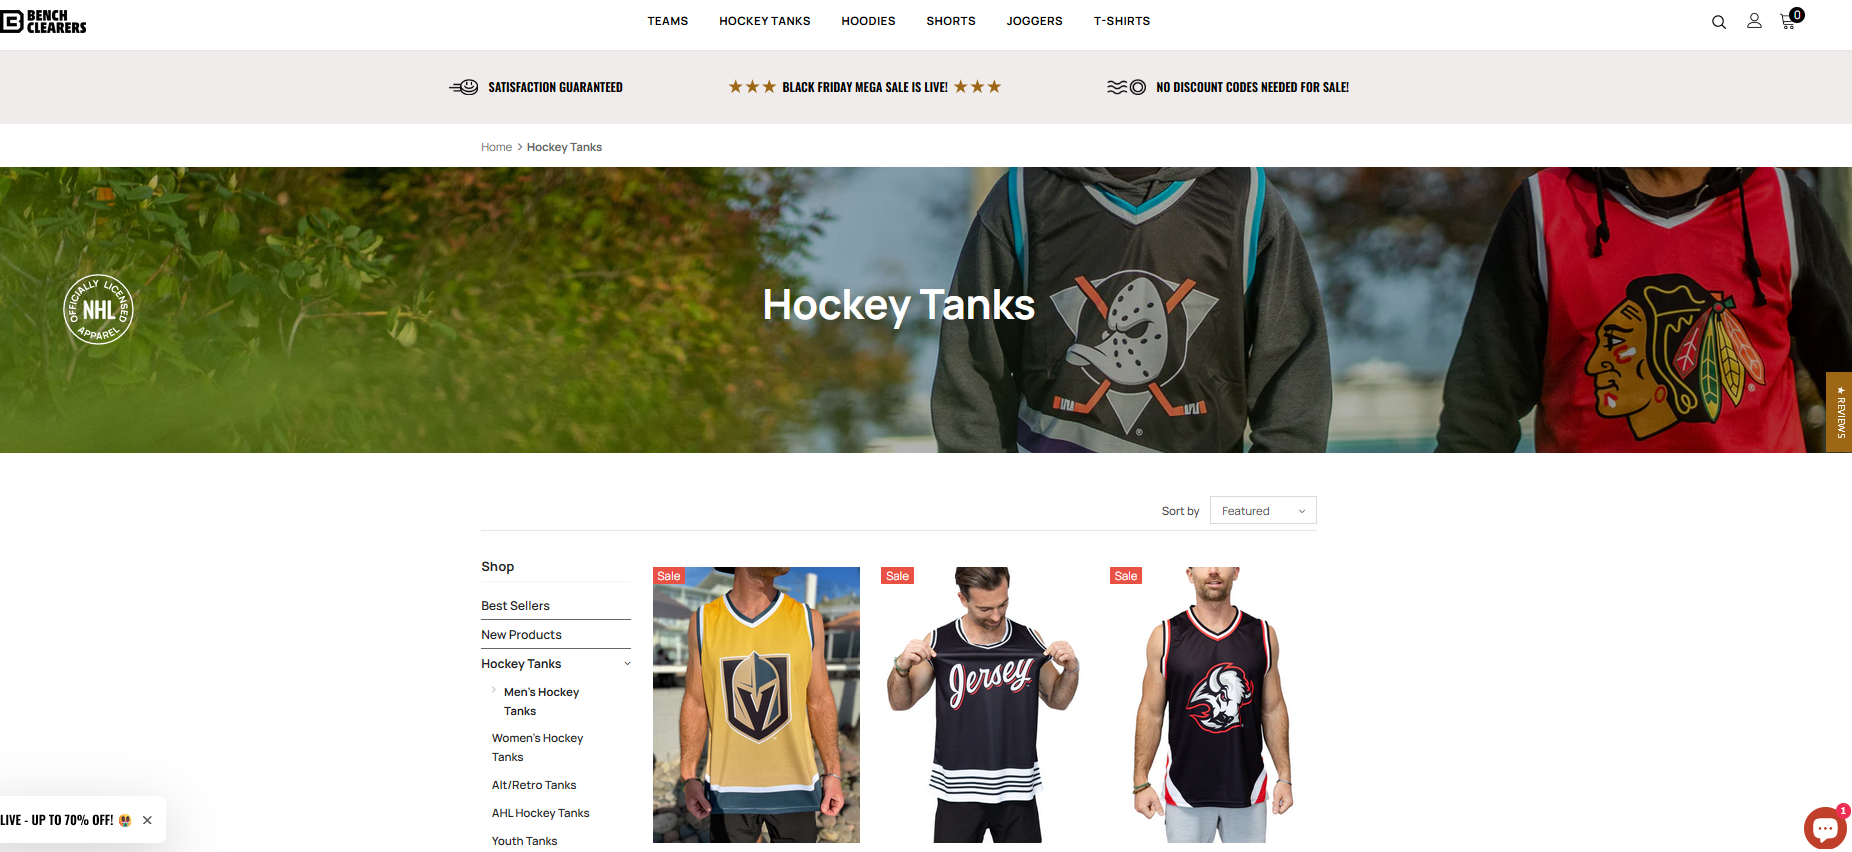 BENCH
CLEARERS
TEAMS
HOCKEY TANKS
HOODIES
SHORTS
JOGGERS
T-SHIRTS
0
SATISFACTION GUARANTEED
★★★ BLACK FRIDAY MEGA SALE IS LIVE! ★★★
NO DISCOUNT CODES NEEDED FOR SALE!
Home > Hockey Tanks
OFFICIALLY LICENSED
NHL
APPAREL
Hockey Tanks
®
®
★ REVIEWS
Sort by
Featured
Shop
Best Sellers
New Products
Hockey Tanks
Men's Hockey
Tanks
Women's Hockey
Tanks
Alt/Retro Tanks
AHL Hockey Tanks
Youth Tanks
Sale
Sale
Jersey
Sale
LIVE - UP TO 70% OFF! 🤑
1